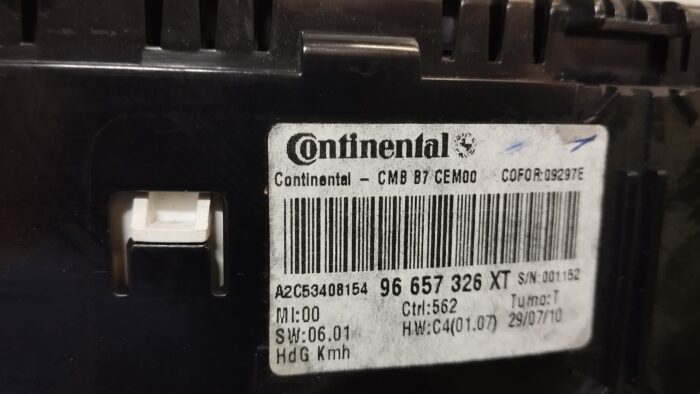 Continental
Continental - CMB B7 CEM00 COFOR:09297E
A2C53408154 96 657 326 XT S/N:001152
MI:00 Ctrl:562 Turno:T
SW:06.01 HW:C4(01.07) 29/07/10
HdG Kmh